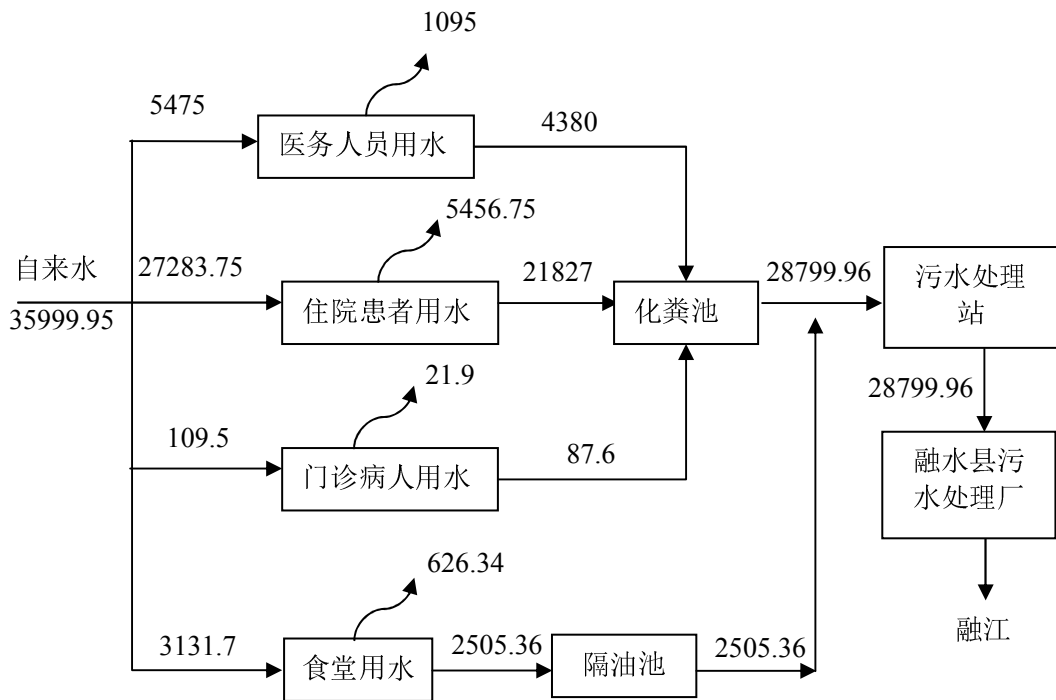 1095
5475
医务人员用水
4380
5456.75
自来水
27283.75
住院患者用水
21827
化粪池
28799.96
污水处理
站
35999.95
21.9
28799.96
109.5
门诊病人用水
87.6
融水县污
水处理厂
626.34
3131.7
食堂用水
2505.36
隔油池
2505.36
融江